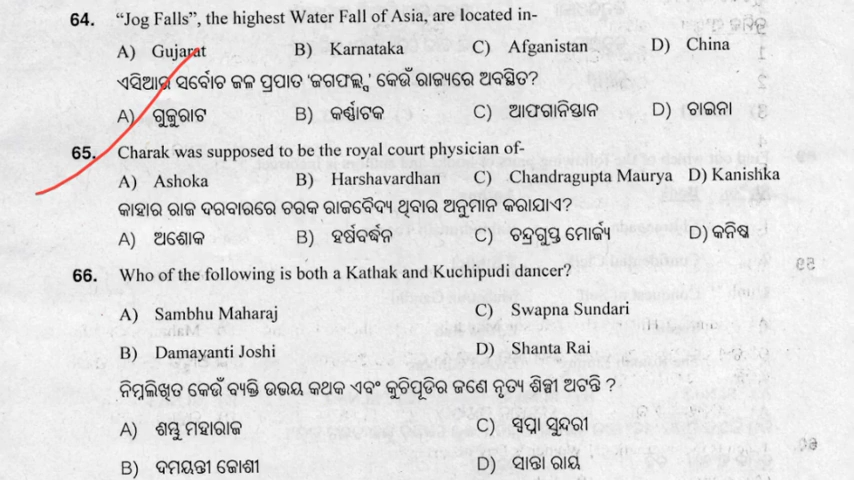 64. “Jog Falls”, the highest Water Fall of Asia, are located in-
A) Gujarat B) Karnataka C) Afganistan D) China
ଏସିଆର ସର୍ବୋଚ ଜଳ ପ୍ରପାତ ‘ଜଗଫଲ୍ସ’ କେଉଁ ରାଜ୍ୟରେ ଅବସ୍ଥିତ?
A) ଗୁଜୁରାଟ B) କର୍ଣ୍ଣାଟକ C) ଆଫଗାନିସ୍ତାନ D) ଚାଇନା
65. Charak was supposed to be the royal court physician of-
A) Ashoka B) Harshavardhan C) Chandragupta Maurya D) Kanishka
କାହାର ରାଜ ଦରବାରରେ ଚରକ ରାଜବୈଦ୍ୟ ଥିବାର ଅନୁମାନ କରାଯାଏ?
A) ଅଶୋକ B) ହର୍ଷବର୍ଦ୍ଧନ C) ଚନ୍ଦ୍ରଗୁପ୍ତ ମୋର୍ଜ୍ୟ D) କନିଷ୍କ
66. Who of the following is both a Kathak and Kuchipudi dancer?
A) Sambhu Maharaj C) Swapna Sundari
B) Damayanti Joshi D) Shanta Rai
ନିମ୍ନଲିଖିତ କେଉଁ ବ୍ୟକ୍ତି ଉଭୟ କଥକ ଏବଂ କୁଚିପୁଡିର ଜଣେ ନୃତ୍ୟ ଶିଳ୍ପୀ ଅଟନ୍ତି ?
A) ଶମ୍ଭୁ ମହାରାଜ C) ସ୍ୱପ୍ନା ସୁନ୍ଦରୀ
B) ଦମୟନ୍ତୀ ଜୋଶୀ D) ସାନ୍ତା ରାୟ